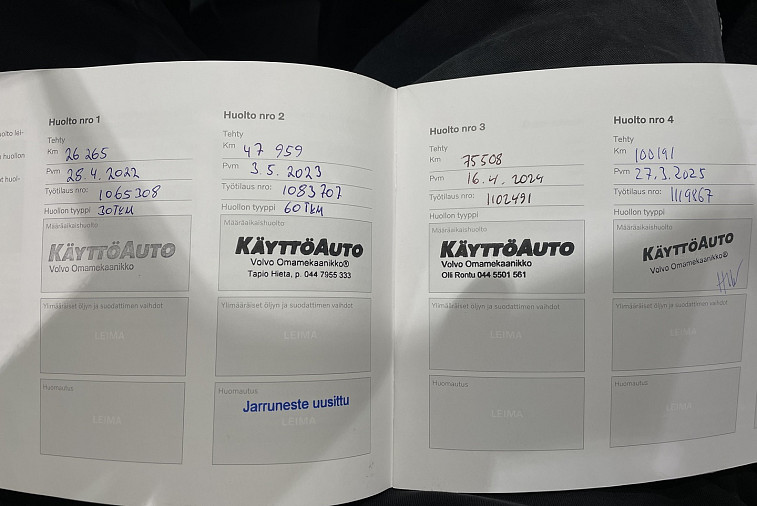 olto lei-
huollon
t huol-
Huolto nro 1
Tehty
Km 26 265
Pvm 28.4.2022
Työtilaus nro: 1065308
Huollon tyyppi 30TKM
Määräaikaishuolto
KÄYTTÖAUTO
Volvo Omamekaanikko
Ylimääräiset öljyn ja suodattimen vaihdot
LEIMA
Huomautus
LEIMA
Huolto nro 2
Tehty
Km 47 959
Pvm 3.5.2023
Työtilaus nro: 1083707
Huollon tyyppi 60TKM
Määräaikaishuolto
KÄYTTÖAUTO
Volvo Omamekaanikko®
Tapio Hieta, p. 044 7955 333
Ylimääräiset öljyn ja suodattimen vaihdot
LEIMA
Huomautus
Jarruneste uusittu
LEIMA
Huolto nro 3
Tehty
Km 75508
Pvm 16.4.2024
Työtilaus nro: 1102491
Huollon tyyppi
Määräaikaishuolto
KÄYTTÖAUTO
Volvo Omamekaanikko
Olli Rontu 044 5501 561
Ylimääräiset öljyn ja suodattimen vaihdot
LEIMA
Huomautus
LEIMA
Huolto nro 4
Tehty
Km 100191
Pvm 27.3.2025
Työtilaus nro: 1119867
Huollon tyyppi
Määräaikaishuolto
KÄYTTÖAUTO
Volvo Omamekaanikko®
Ylimääräiset öljyn ja suodattimen vaihdot
LEIMA
Huomautus
LEIMA